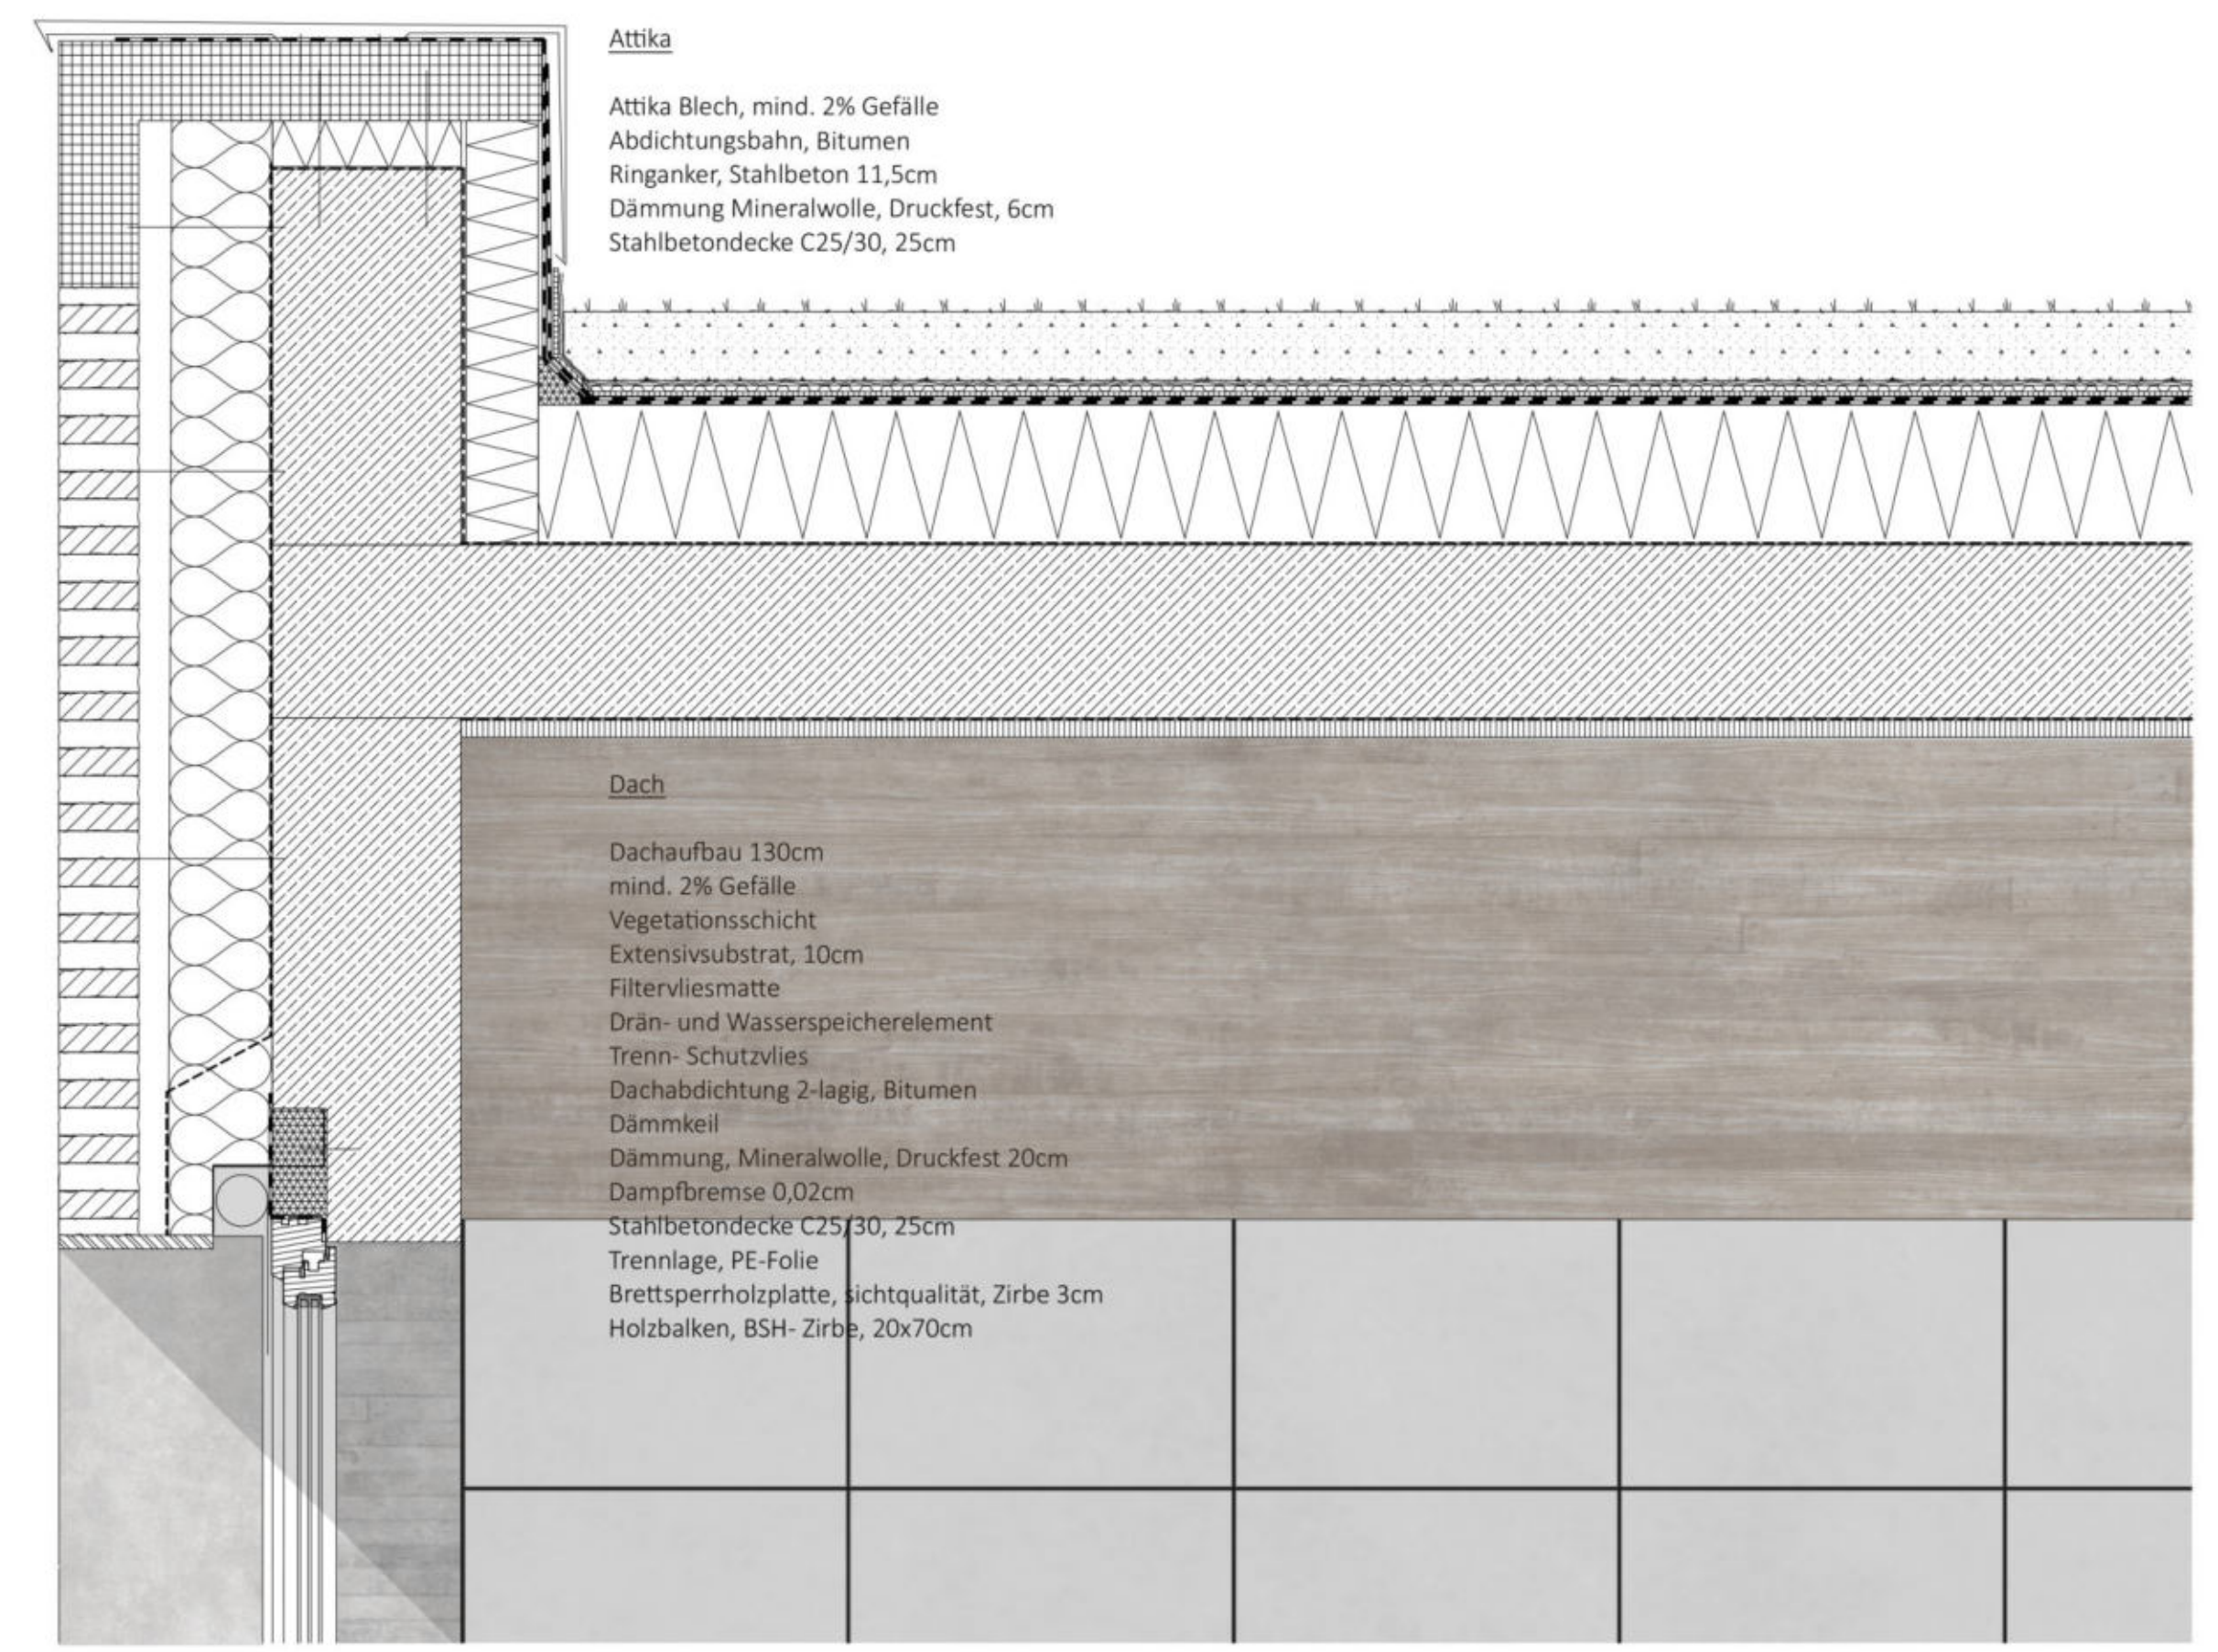 Attika
Attika Blech, mind. 2% Gefälle
Abdichtungsbahn, Bitumen
Ringanker, Stahlbeton 11,5cm
Dämmung Mineralwolle, Druckfest, 6cm
Stahlbetondecke C25/30, 25cm
Dach
Dachaufbau 130cm
mind. 2% Gefälle
Vegetationsschicht
Extensivsubstrat, 10cm
Filtervliesmatte
Drän- und Wasserspeicherelement
Trenn- Schutzvlies
Dachabdichtung 2-lagig, Bitumen
Dämmkeil
Dämmung, Mineralwolle, Druckfest 20cm
Dampfbremse 0,02cm
Stahlbetondecke C25/30, 25cm
Trennlage, PE-Folie
Brettsperrholzplatte, sichtqualität, Zirbe 3cm
Holzbalken, BSH- Zirbe, 20x70cm